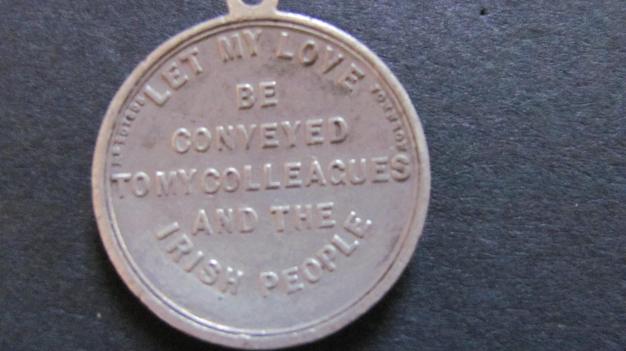 LET MY LOVE
BE
CONVEYED
TO MY COLLEAGUES
AND THE
IRISH PEOPLE